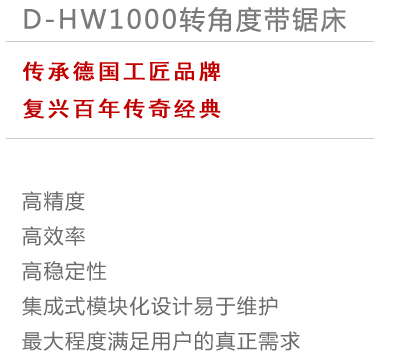 D-HW1000转角度带锯床
传承德国工匠品牌
复兴百年传奇经典
高精度
高效率
高稳定性
集成式模块化设计易于维护
最大程度满足用户的真正需求